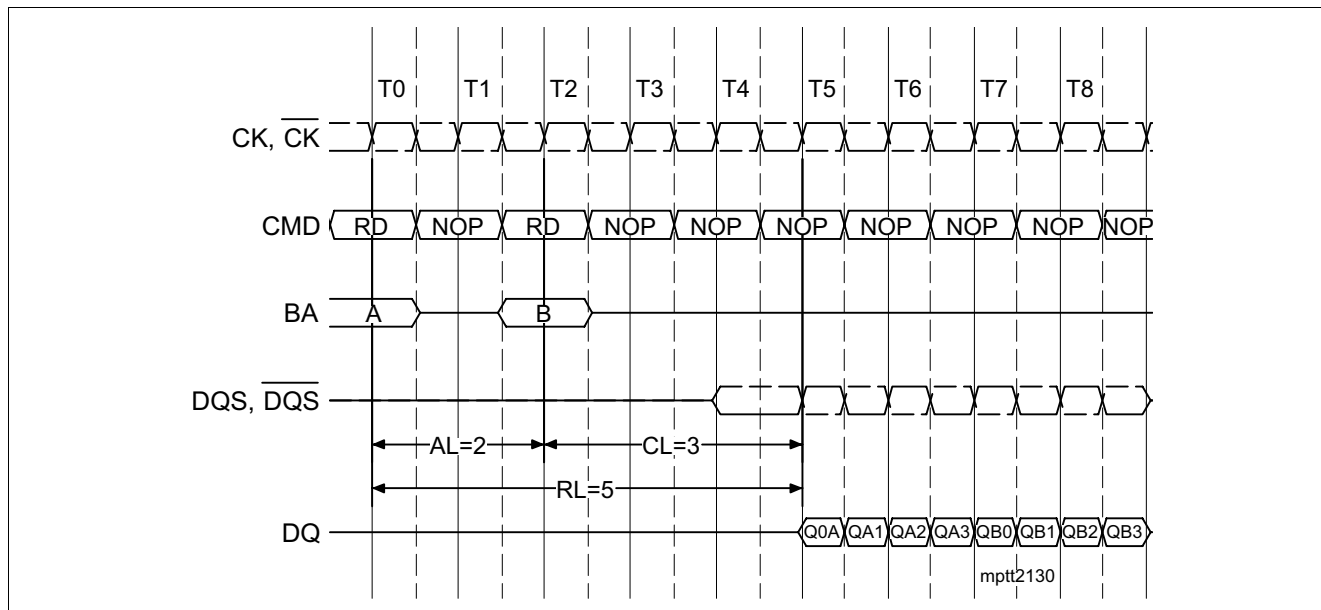 T0 T1 T2 T3 T4 T5 T6 T7 T8
CK, CK
CMD RD NOP RD NOP NOP NOP NOP NOP NOP NOP
BA A B
DQS, DQS
AL=2 CL=3
RL=5
DQ Q0A QA1 QA2 QA3 QB0 QB1 QB2 QB3
mptt2130